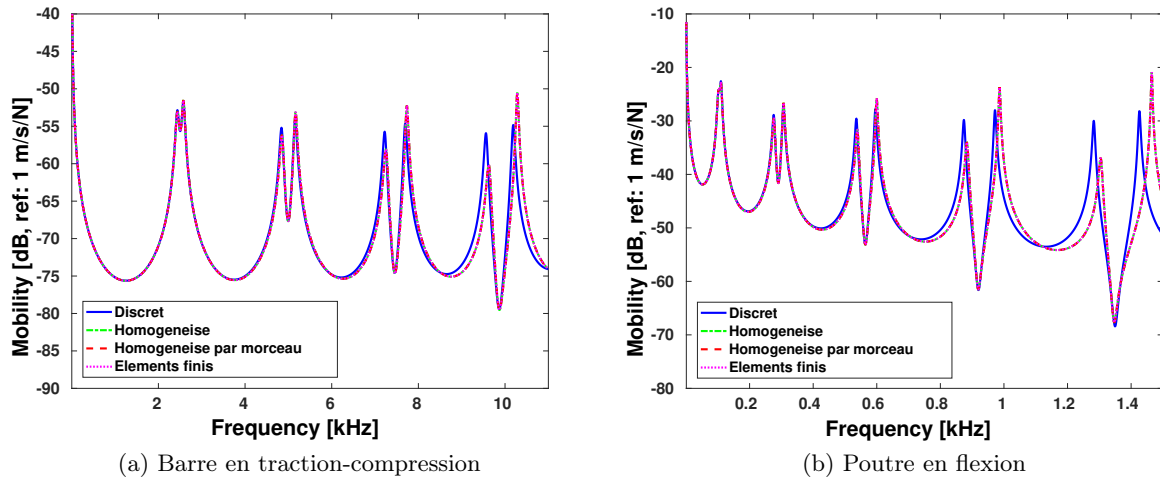 -40
-45
-50
-55
-60
-65
-70
-75
-80
-85
-90
Mobility [dB, ref: 1 m/s/N]
Discret
Homogeneise
Homogeneise par morceau
Elements finis
2
4
6
8
10
Frequency [kHz]
(a) Barre en traction-compression
-10
-20
-30
-40
-50
-60
-70
-80
Mobility [dB, ref: 1 m/s/N]
Discret
Homogeneise
Homogeneise par morceau
Elements finis
0.2
0.4
0.6
0.8
1
1.2
1.4
Frequency [kHz]
(b) Poutre en flexion